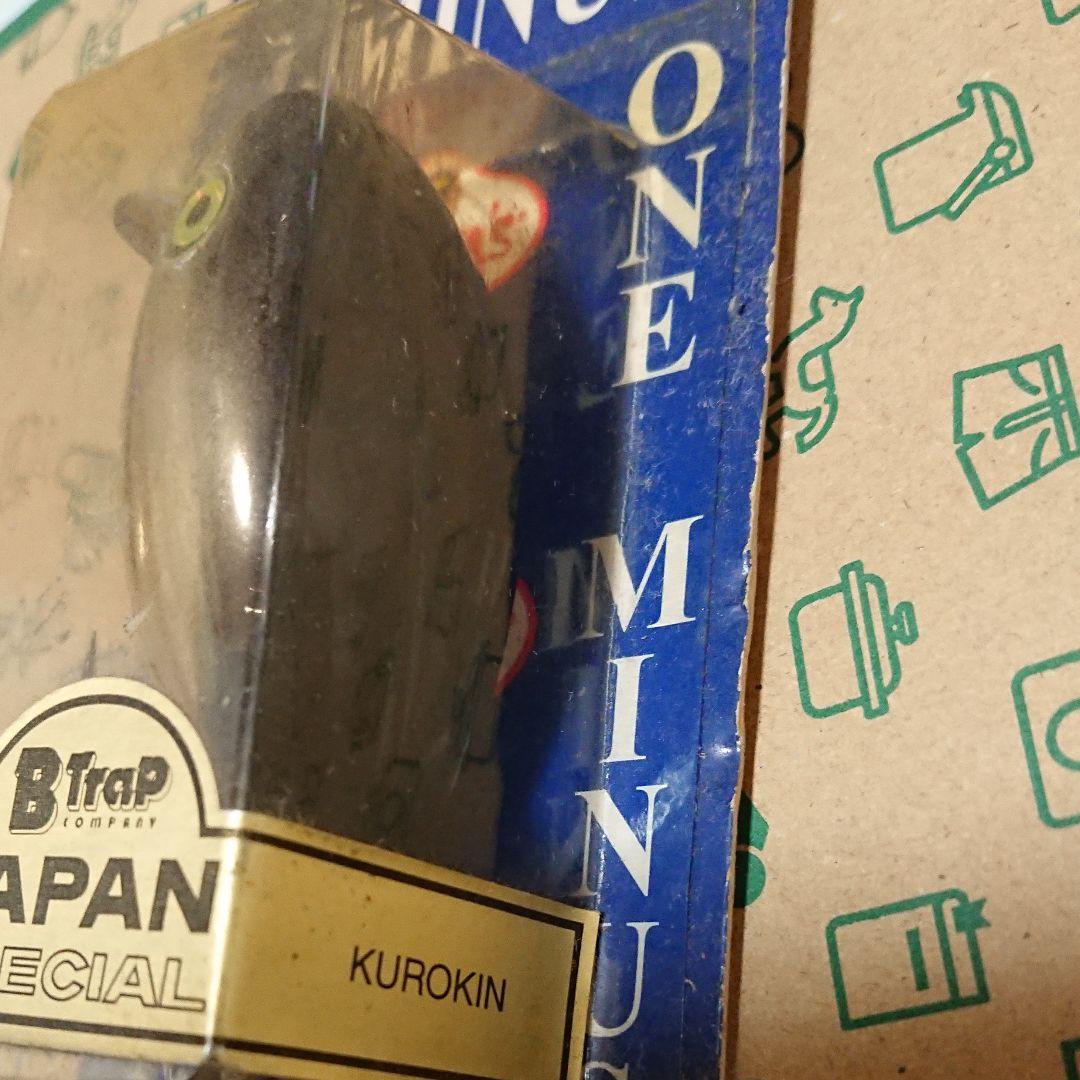 ONE MINU
B Trap
COMPANY
APAN
ECIAL
KUROKIN